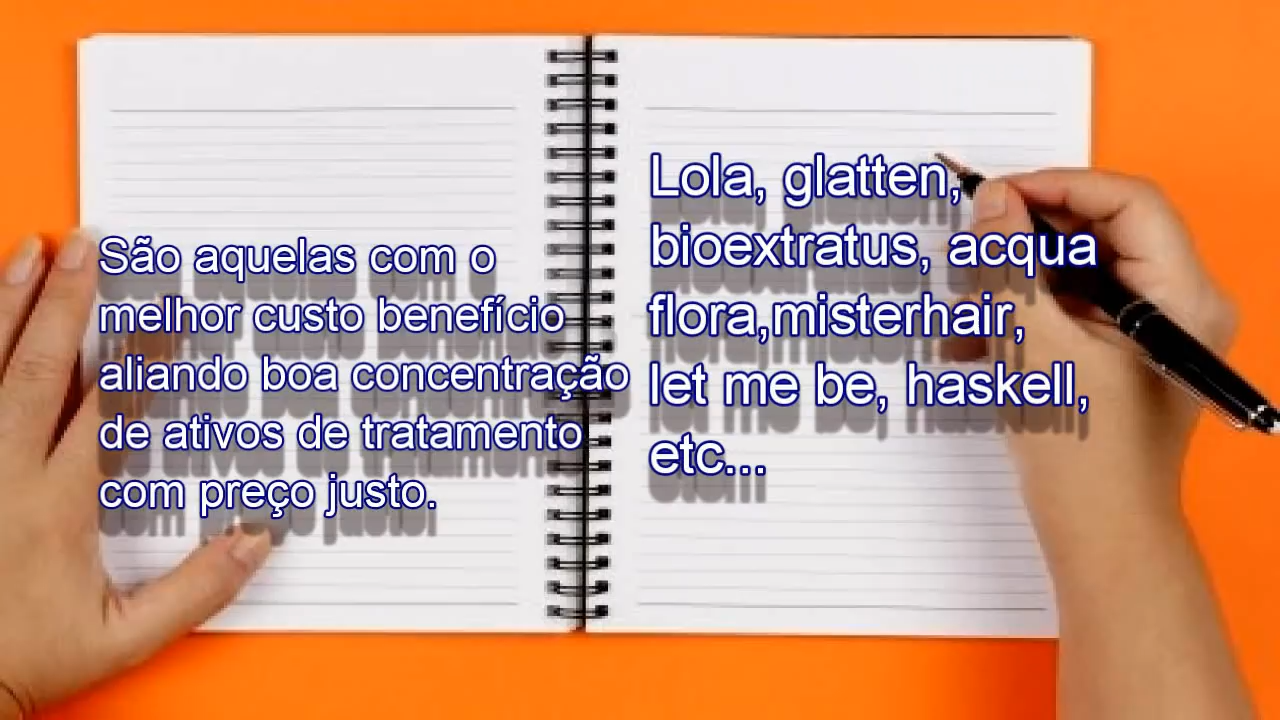 São aquelas com o
melhor custo benefício
aliando boa concentração
de ativos de tratamento
com preço justo.
Lola, glatten,
bioextratus, acqua
flora,misterhair,
let me be, haskell,
etc...